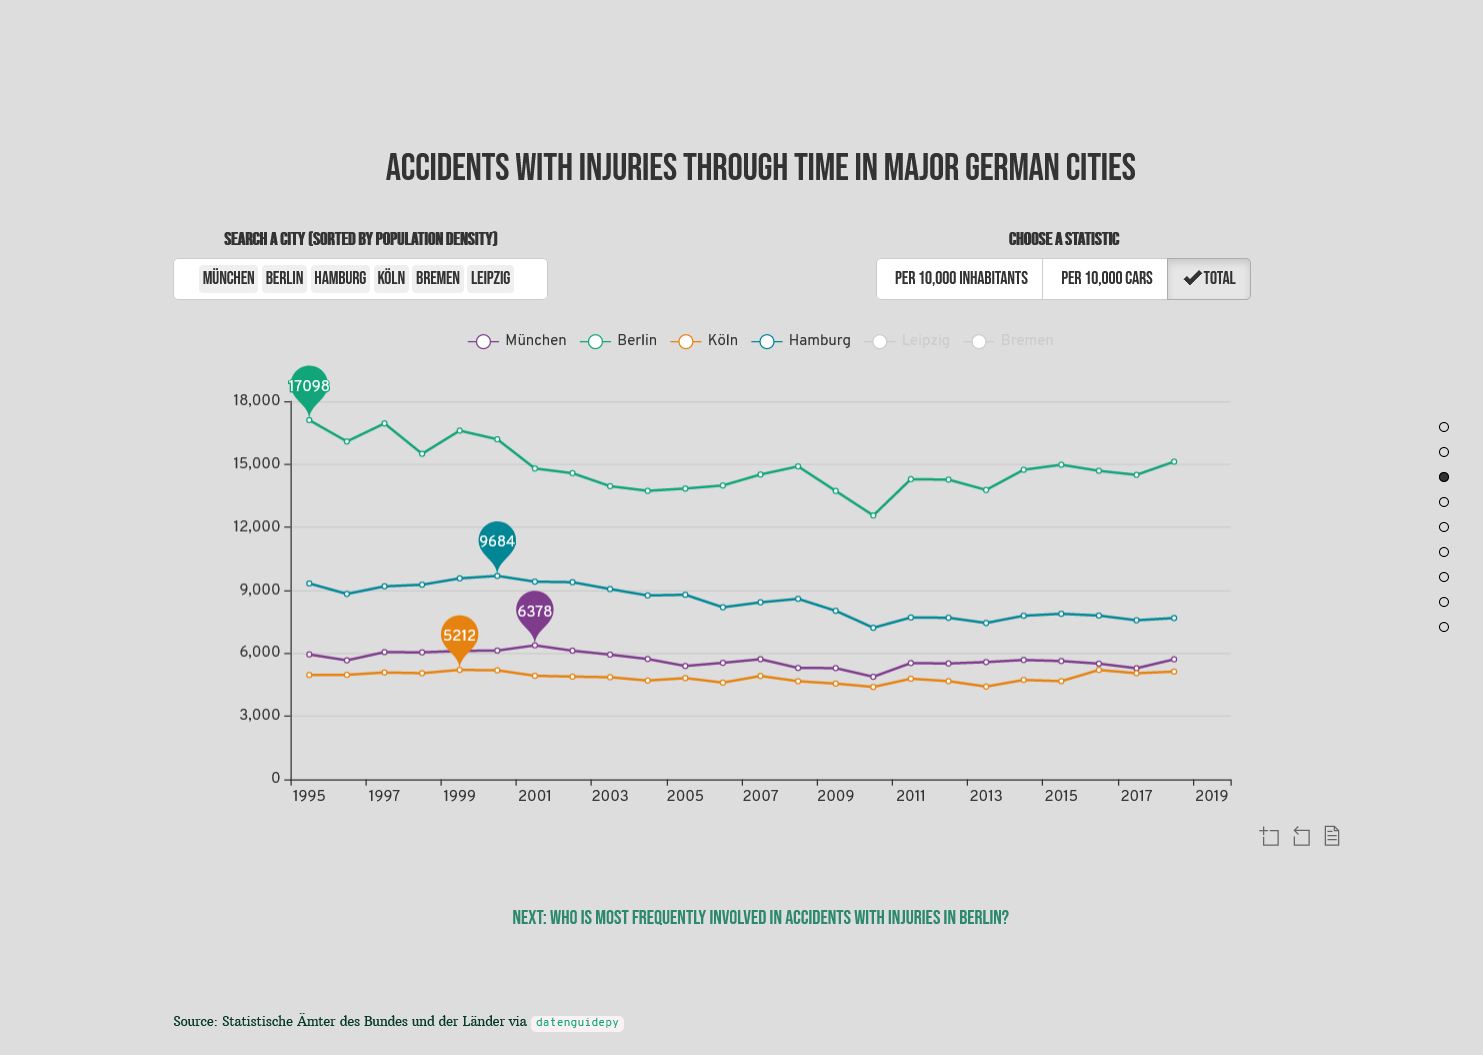 ACCIDENTS WITH INJURIES THROUGH TIME IN MAJOR GERMAN CITIES
SEARCH A CITY (SORTED BY POPULATION DENSITY)
CHOOSE A STATISTIC
MÜNCHEN BERLIN HAMBURG KÖLN BREMEN LEIPZIG
PER 10,000 INHABITANTS PER 10,000 CARS TOTAL
München Berlin Köln Hamburg Leipzig Bremen
17098
18,000
15,000
12,000
9684
9,000
6378
5212
6,000
3,000
0
1995 1997 1999 2001 2003 2005 2007 2009 2011 2013 2015 2017 2019
NEXT: WHO IS MOST FREQUENTLY INVOLVED IN ACCIDENTS WITH INJURIES IN BERLIN?
Source: Statistische Ämter des Bundes und der Länder via datenguidepy